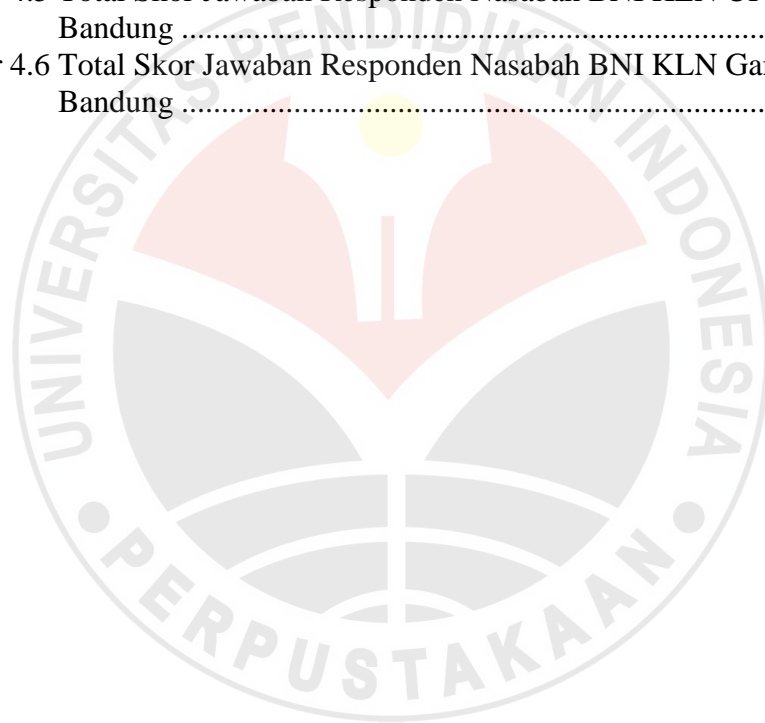 4.5 Total Skor Jawaban Responden Nasabah BNI KLN
Bandung ........................................................................
4.6 Total Skor Jawaban Responden Nasabah BNI KLN
Bandung ........................................................................
UNIVERSITAS PENDIDIKAN INDONESIA
PERPUSTAKAAN